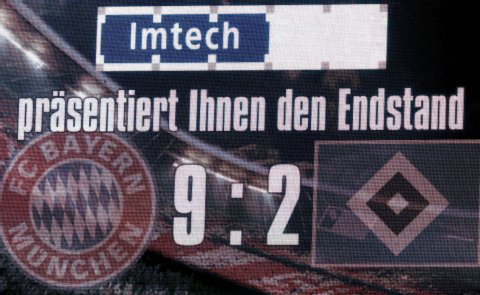 Imtech
präsentiert Ihnen den Endstand
FC BAYERN
9 : 2
MÜNCHEN